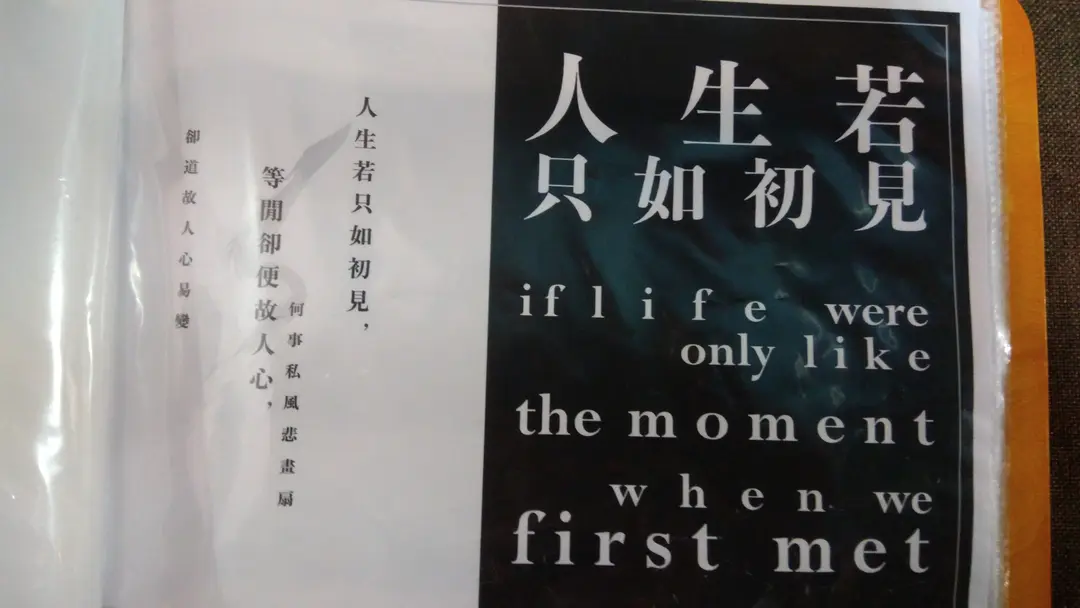 人生若只如初見，
何事私風悲畫扇
等閒卻便故人心，
卻道故人心易變
人生若
只如初見
if life were
only like
the moment
when we
first met